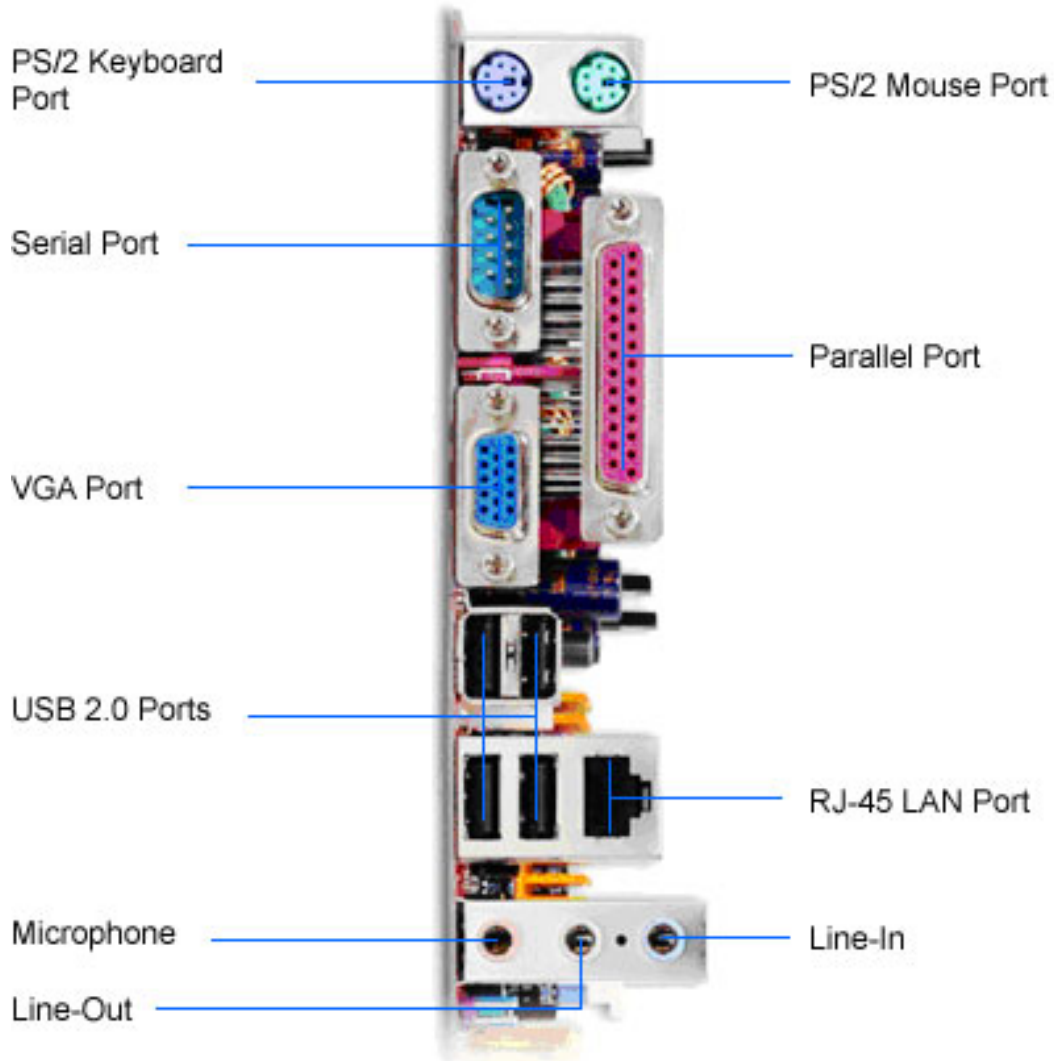 PS/2 Keyboard
Port
PS/2 Mouse Port
Serial Port
Parallel Port
VGA Port
USB 2.0 Ports
RJ-45 LAN Port
Microphone
Line-In
Line-Out